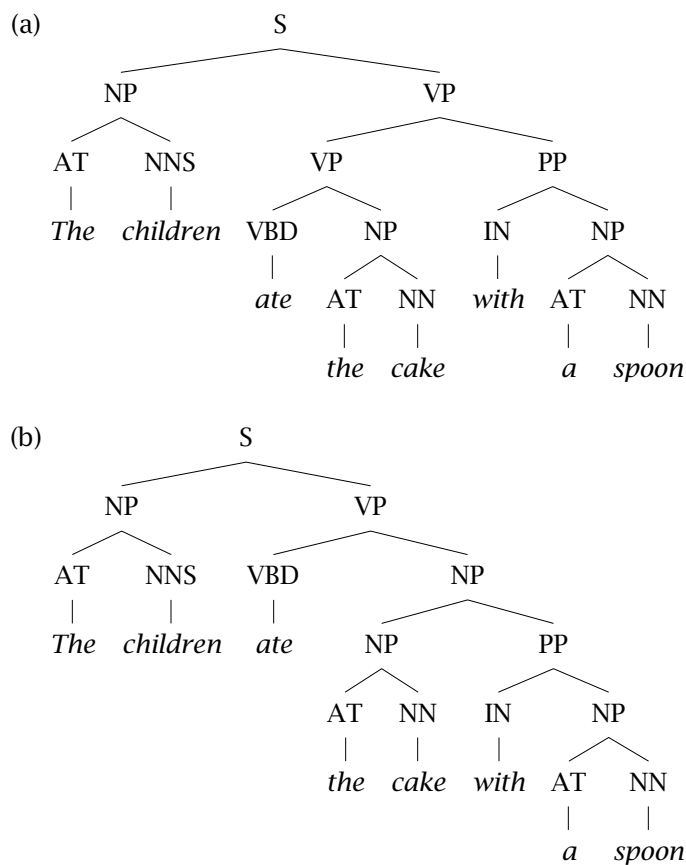 (a) S
NP VP
AT NNS VP PP
The children VBD NP IN NP
ate AT NN with AT NN
the cake a spoon
(b) S
NP VP
AT NNS VBD NP
The children ate NP PP
AT NN IN NP
the cake with AT NN
a spoon